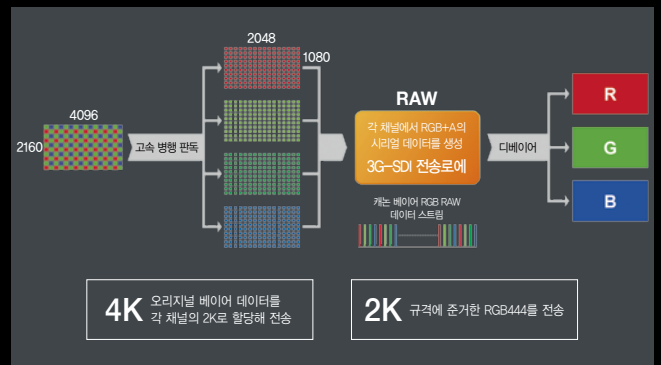 2048
1080
4096
2160
고속 병행 판독
RAW
각 채널에서 RGB+A의
시리얼 데이터를 생성
3G-SDI 전송로에
디베이어
R
G
B
캐논 베이어 RGB RAW
데이터 스트림
4K 오리지널 베이어 데이터를
각 채널의 2K로 할당해 전송
2K 규격에 준거한 RGB444를 전송